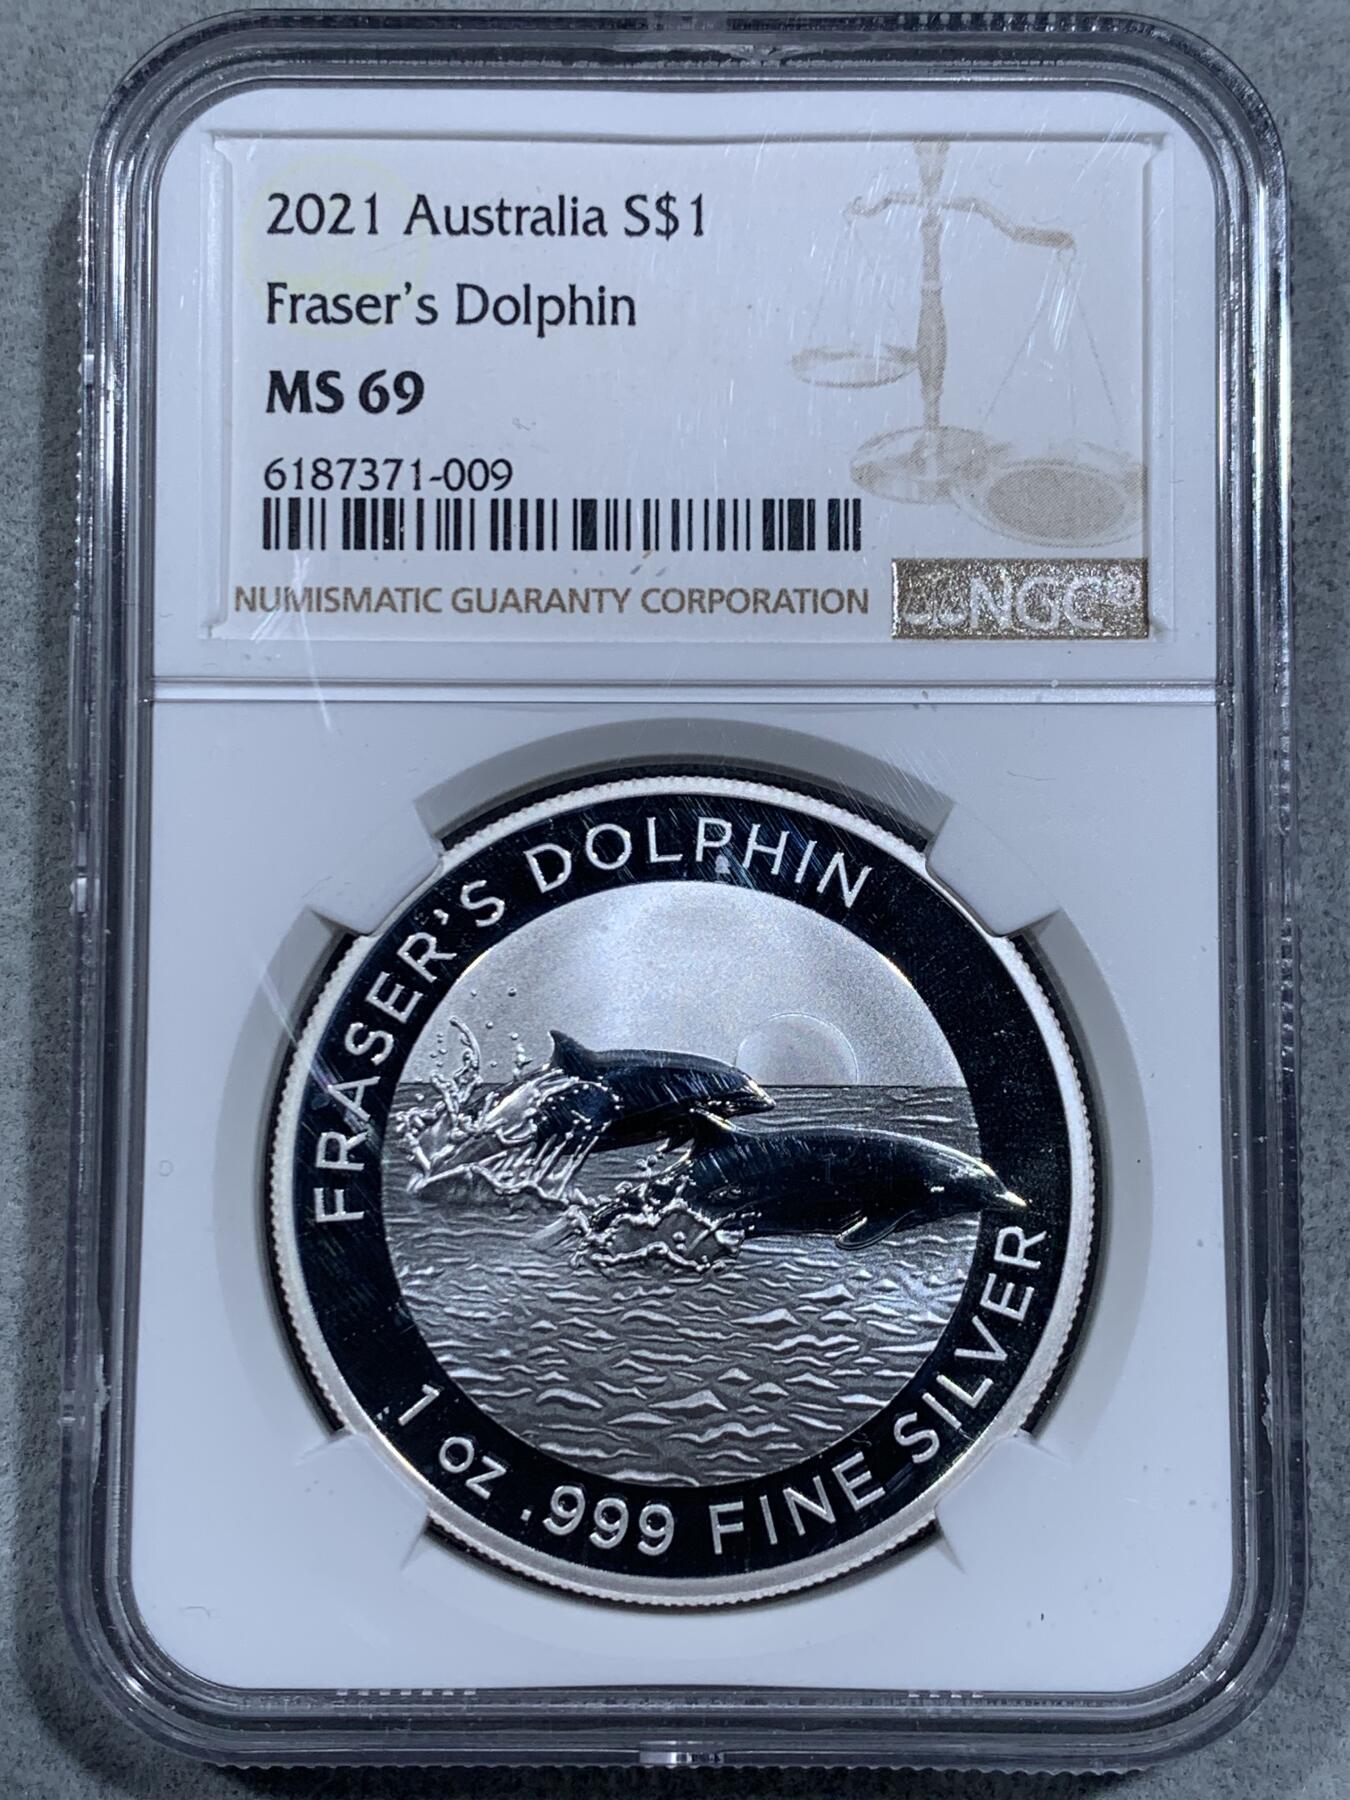 2021 Australia S$1
Fraser's Dolphin
MS 69
6187371-009
NUMISMATIC GUARANTY CORPORATION
NGC®
FRASER'S DOLPHIN
1 oz .999 FINE SILVER